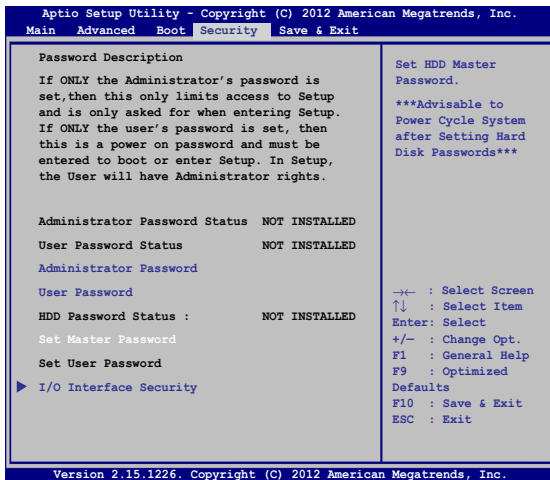 Aptio Setup Utility - Copyright (C) 2012 American Megatrends, Inc.
Main Advanced Boot Security Save & Exit
Password Description
If ONLY the Administrator's password is
set,then this only limits access to Setup
and is only asked for when entering Setup.
If ONLY the user's password is set, then
this is a power on password and must be
entered to boot or enter Setup. In Setup,
the User will have Administrator rights.
Administrator Password Status NOT INSTALLED
User Password Status NOT INSTALLED
Administrator Password
User Password
HDD Password Status : NOT INSTALLED
Set Master Password
Set User Password
I/O Interface Security
Set HDD Master
Password.
***Advisable to
Power Cycle System
after Setting Hard
Disk Passwords***
→← : Select Screen
↑↓ : Select Item
Enter: Select
+/— : Change Opt.
F1 : General Help
F9 : Optimized
Defaults
F10 : Save & Exit
ESC : Exit
Version 2.15.1226. Copyright (C) 2012 American Megatrends, Inc.